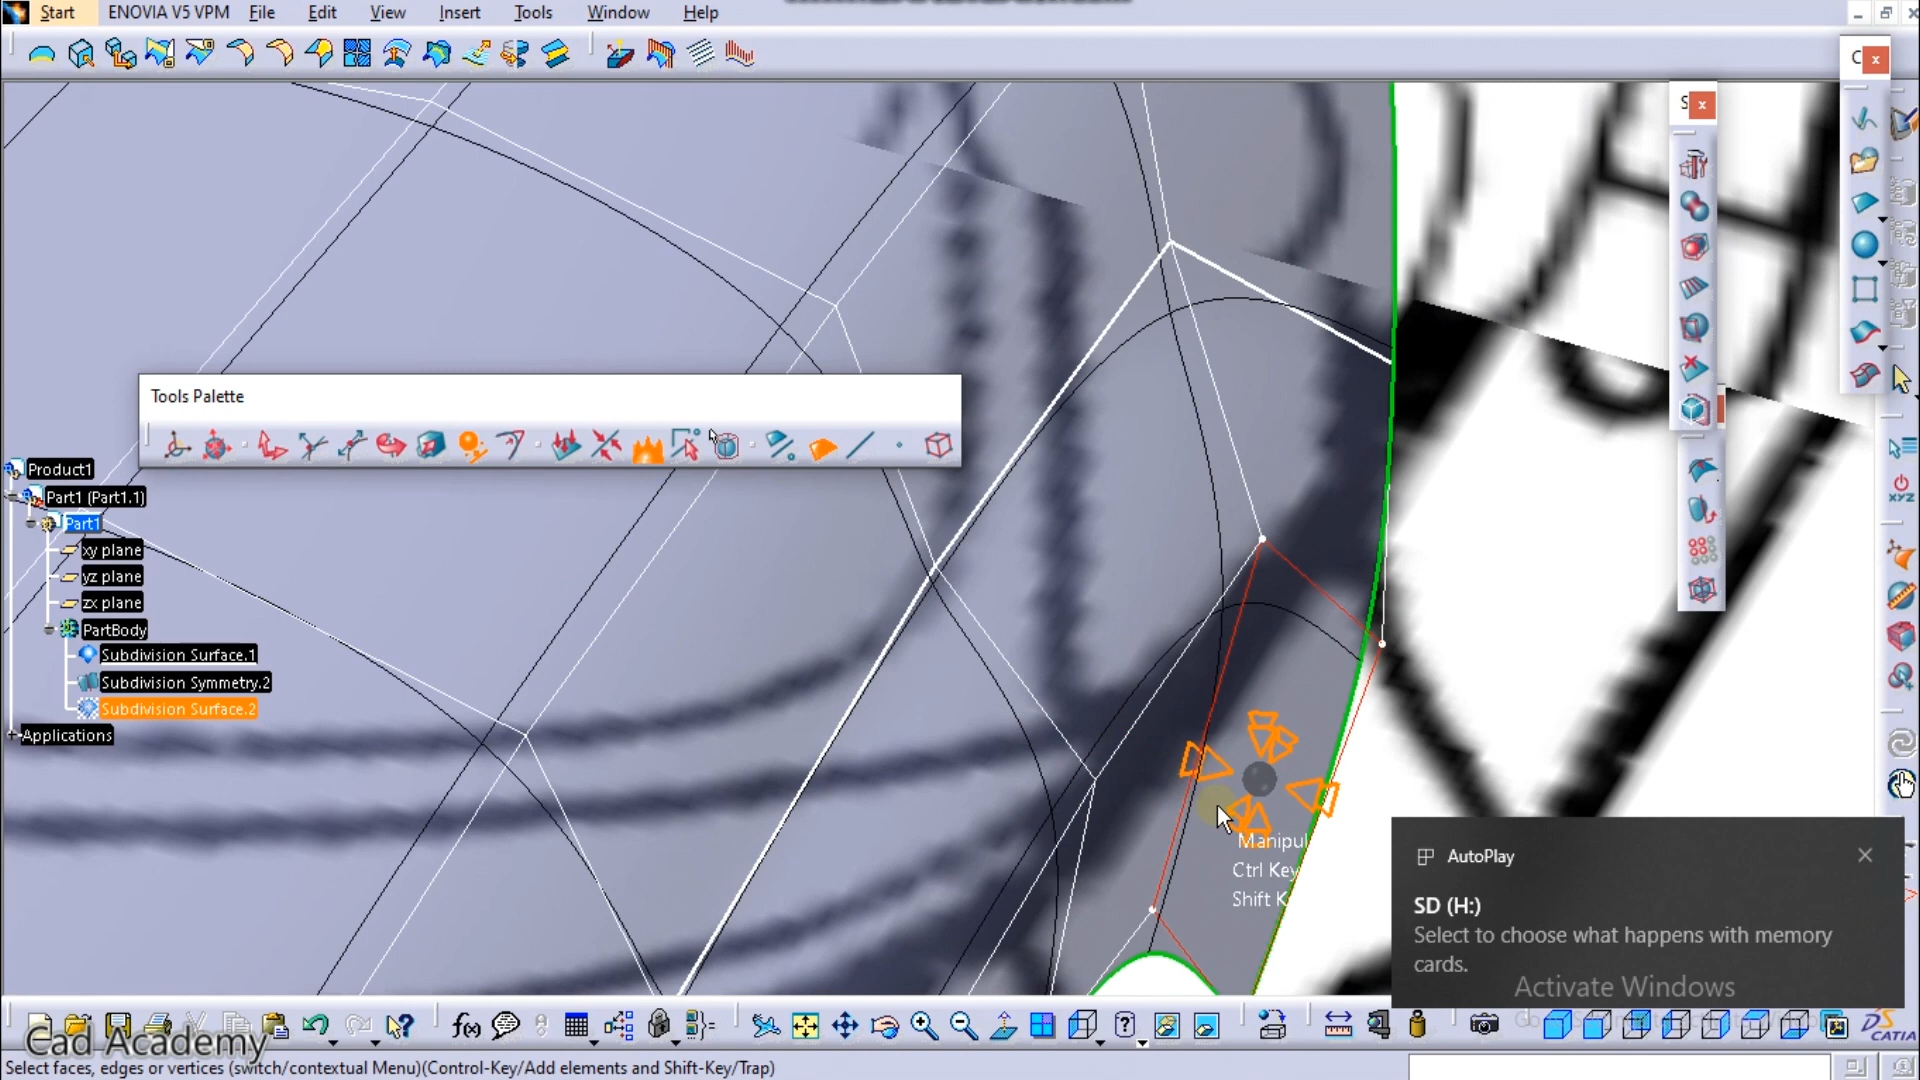 Start ENOVIA V5 VPM File Edit View Insert Tools Window Help
C
S
Tools Palette
Product1
Part1 (Part1.1)
Part1
xy plane
yz plane
zx plane
PartBody
Subdivision Surface.1
Subdivision Symmetry.2
Subdivision Surface.2
Applications
XYZ
Manipul
Ctrl Key
Shift K
AutoPlay
SD (H:)
Select to choose what happens with memory
cards.
Activate Windows
f(x)
Cad Academy
CATIA
Select faces, edges or vertices (switch/contextual Menu)(Control-Key/Add elements and Shift-Key/Trap)